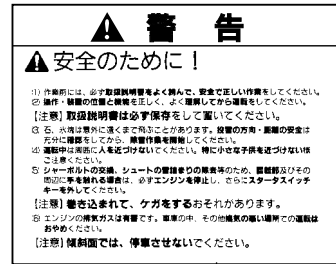 警 告
安全のために！
(1) 作業前には、必ず取扱説明書をよく読んで、安全で正しい作業をしてください。
(2) 操作・装置の位置と機能を正しく、よく理解してから運転をしてください。
［注意］取扱説明書は必ず保存をして置いてください。
(3) 石、氷塊は意外に遠くまで飛ぶことがあります。投雪の方向・距離の安全は
充分に確認をしてから、除雪作業を開始してください。
(4) 運転中は周囲に人を近づけないでください。特に小さな子供を近づけない様
ご注意ください。
(5) シャーボルトの交換、シュートの雪詰まりの除雪等のため、回転部及びその
周辺に手を触れる場合は、必ずエンジンを停止し、さらにスタータスイッチ
キーを外してください。
［注意］巻き込まれて、ケガをするおそれがあります。
(6) エンジンの排気ガスは有害です。車庫の中、その他換気の悪い場所での運転は
おやめください。
［注意］傾斜面では、停車させないでください。